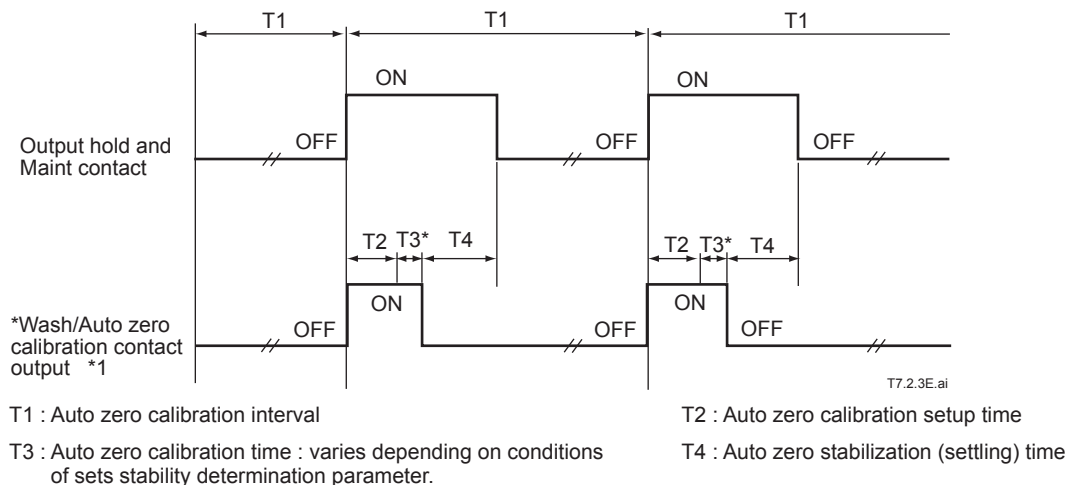 T1 T1 T1
ON ON
Output hold and
Maint contact
OFF OFF OFF OFF
T2 T3* T4 T2 T3* T4
ON ON
*Wash/Auto zero
calibration contact
output *1
OFF OFF OFF OFF
T7.2.3E.ai
T1 : Auto zero calibration interval
T2 : Auto zero calibration setup time
T3 : Auto zero calibration time : varies depending on conditions
of sets stability determination parameter.
T4 : Auto zero stabilization (settling) time